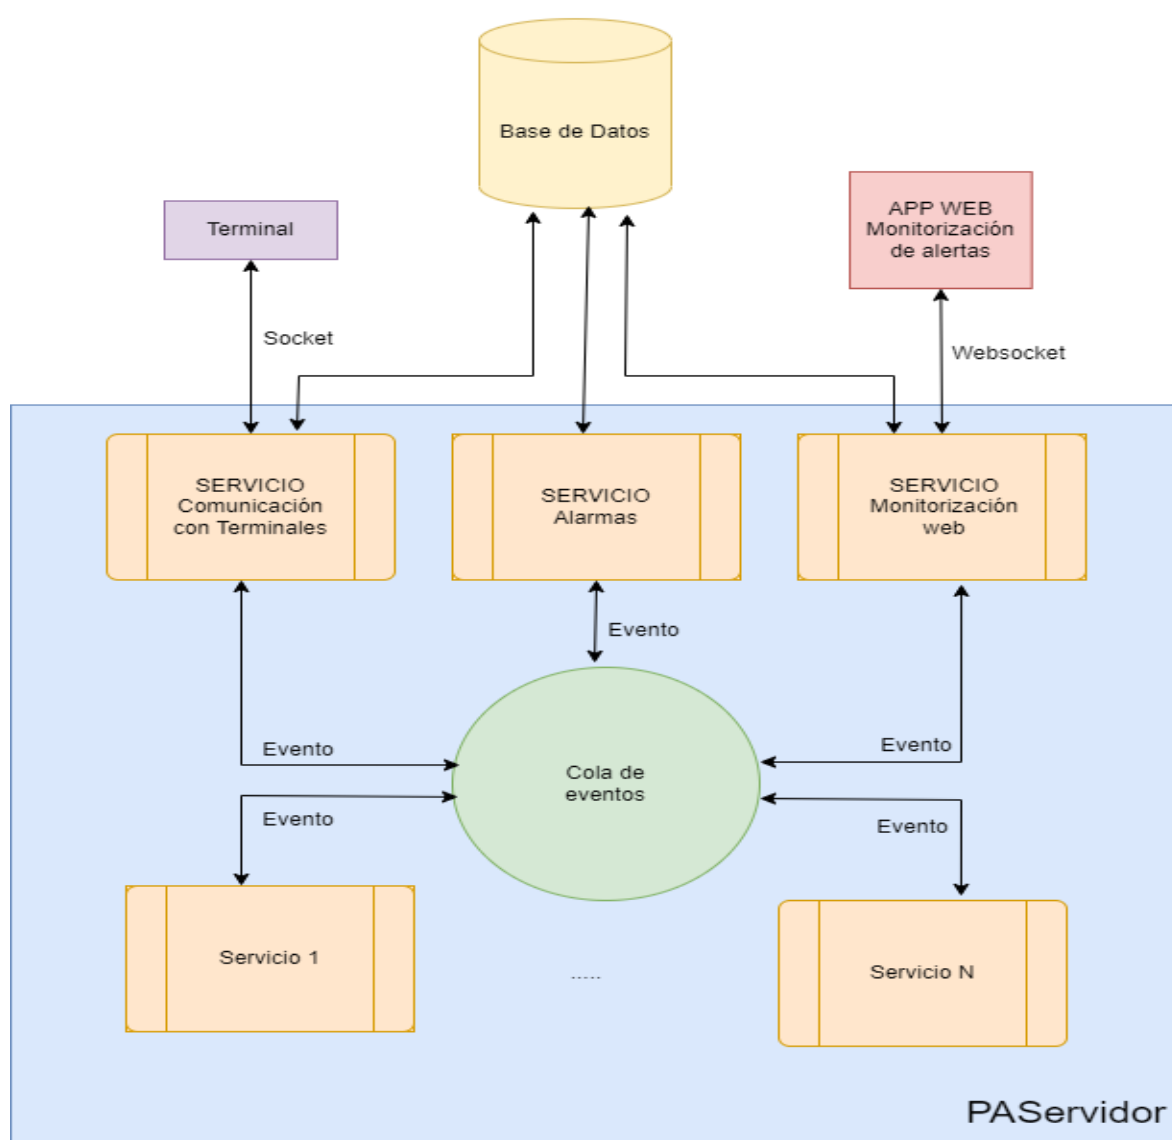 Base de Datos
Terminal
APP WEB
Monitorización
de alertas
Socket
Websocket
SERVICIO
Comunicación
con Terminales
SERVICIO
Alarmas
SERVICIO
Monitorización
web
Evento
Evento
Evento
Cola de
eventos
Evento
Evento
Servicio 1
.....
Servicio N
PAServidor